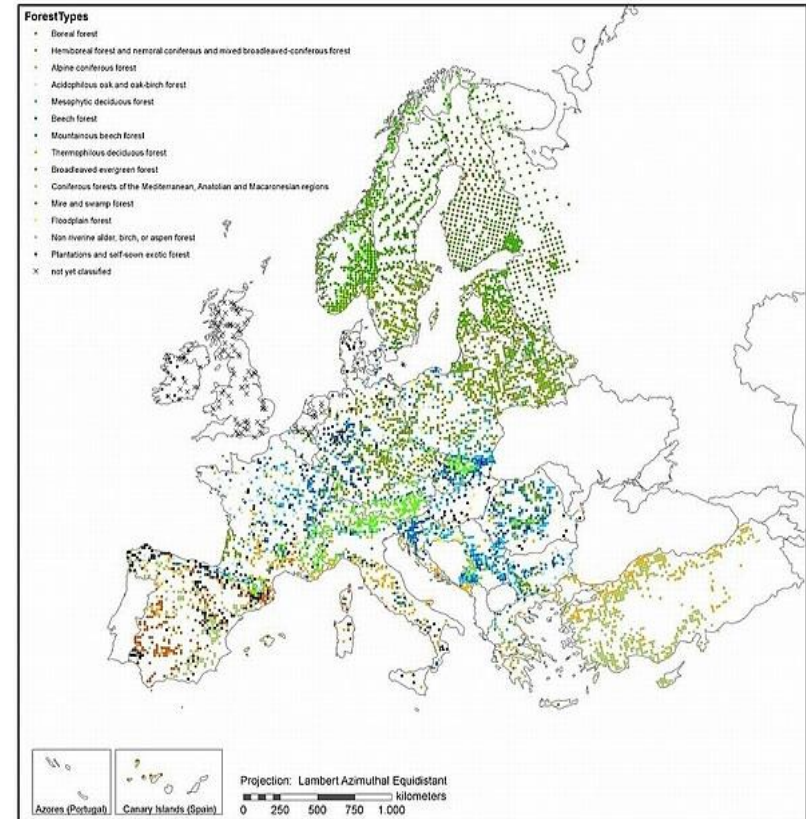 ForestTypes
Boreal forest
Hemiboreal forest and nemoral coniferous and mixed broadleaved-coniferous forest
Alpine coniferous forest
Acidophilous oak and oak-birch forest
Mesophytic deciduous forest
Beech forest
Mountainous beech forest
Thermophilous deciduous forest
Broadleaved evergreen forest
Coniferous forests of the Mediterranean, Anatolian and Macaronesian regions
Mire and swamp forest
Floodplain forest
Non riverine alder, birch, or aspen forest
Plantations and self-sown exotic forest
not yet classified
Azores (Portugal)
Canary Islands (Spain)
Projection: Lambert Azimuthal Equidistant
kilometers
0 250 500 750 1.000